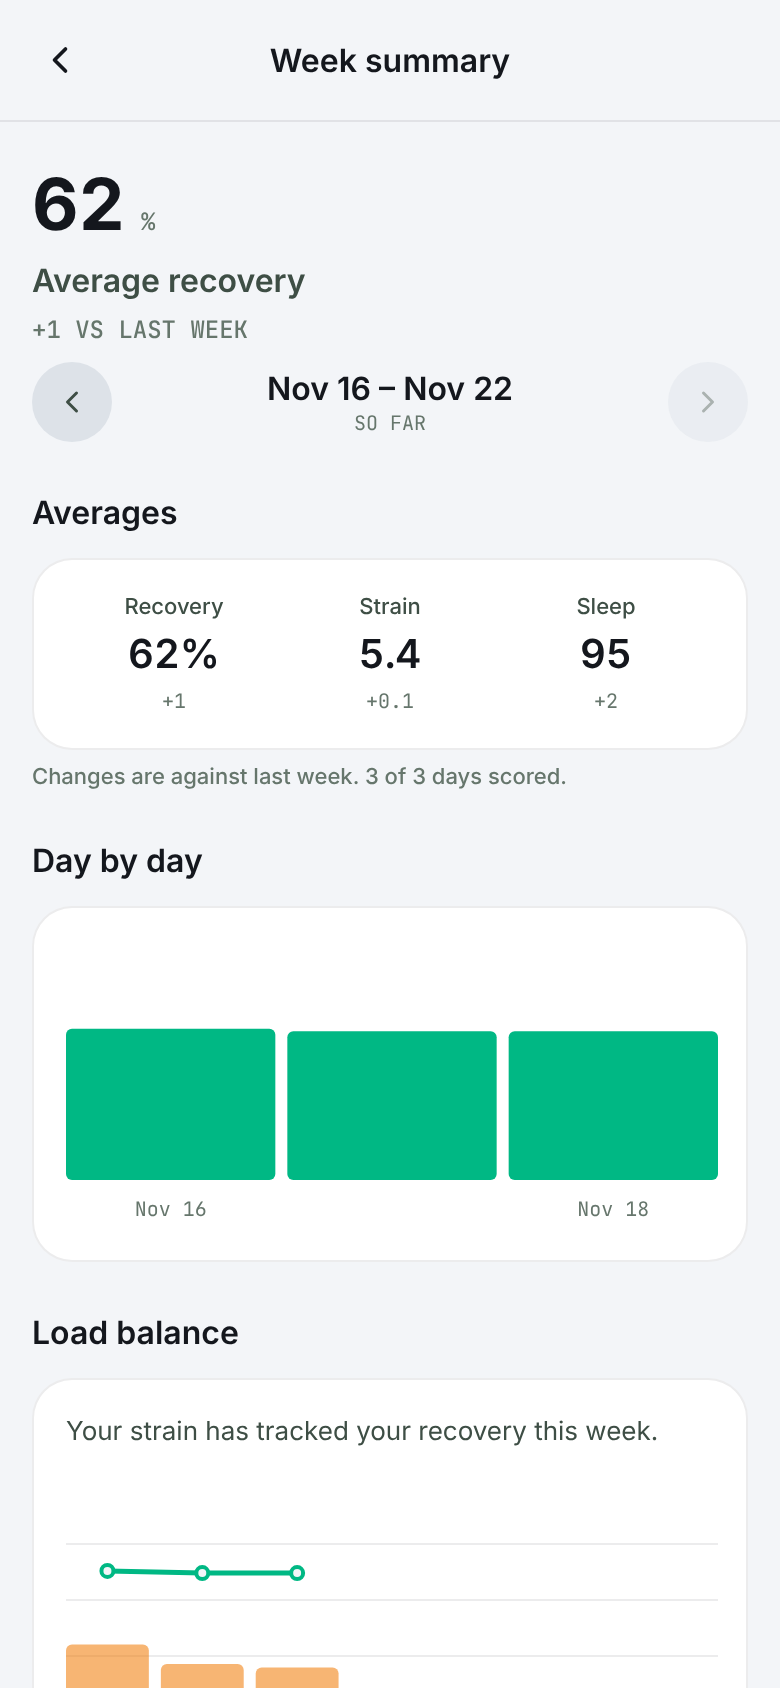 Week summary
62 %
Average recovery
+1 VS LAST WEEK
Nov 16 – Nov 22
SO FAR
Averages
Recovery Strain Sleep
62% 5.4 95
+1 +0.1 +2
Changes are against last week. 3 of 3 days scored.
Day by day
Nov 16 Nov 18
Load balance
Your strain has tracked your recovery this week.